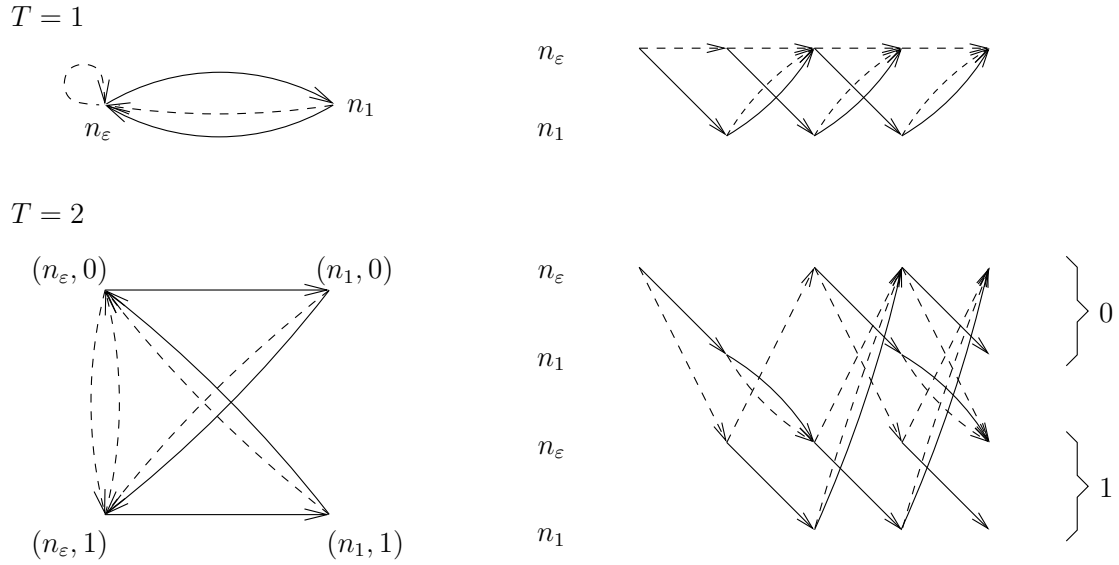 T = 1
n_ε
n_1
n_ε
n_1
T = 2
(n_ε, 0)
(n_1, 0)
(n_ε, 1)
(n_1, 1)
n_ε
n_1
0
n_ε
n_1
1